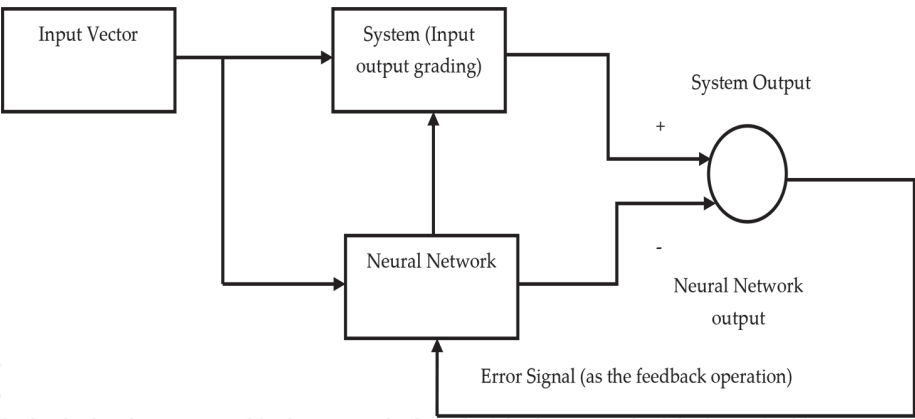 Input Vector
System (Input
output grading)
System Output
+
-
Neural Network
Neural Network
output
Error Signal (as the feedback operation)